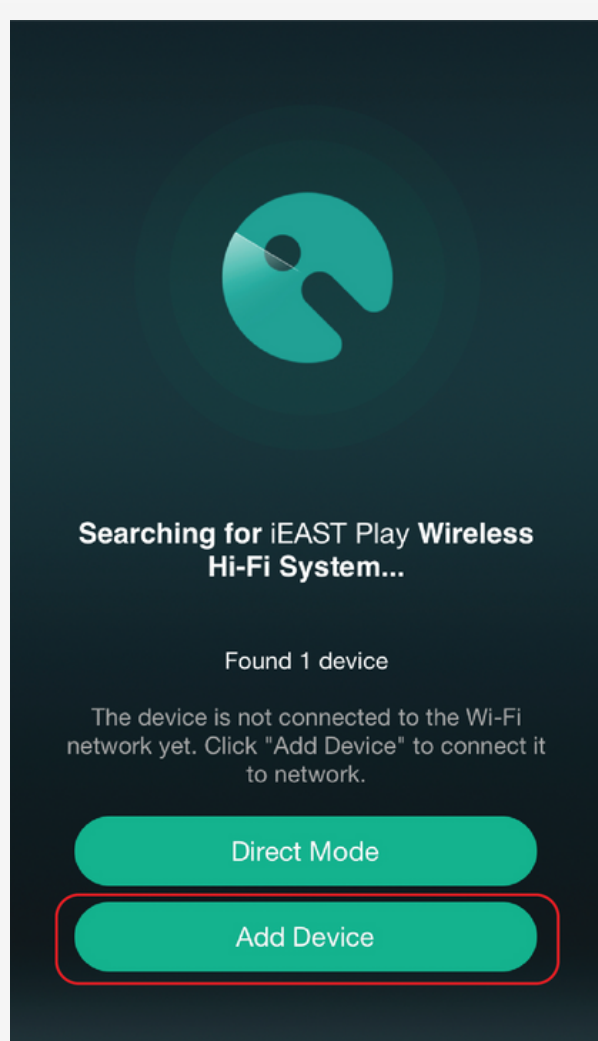 Searching for iEAST Play Wireless
Hi-Fi System...
Found 1 device
The device is not connected to the Wi-Fi
network yet. Click "Add Device" to connect it
to network.
Direct Mode
Add Device